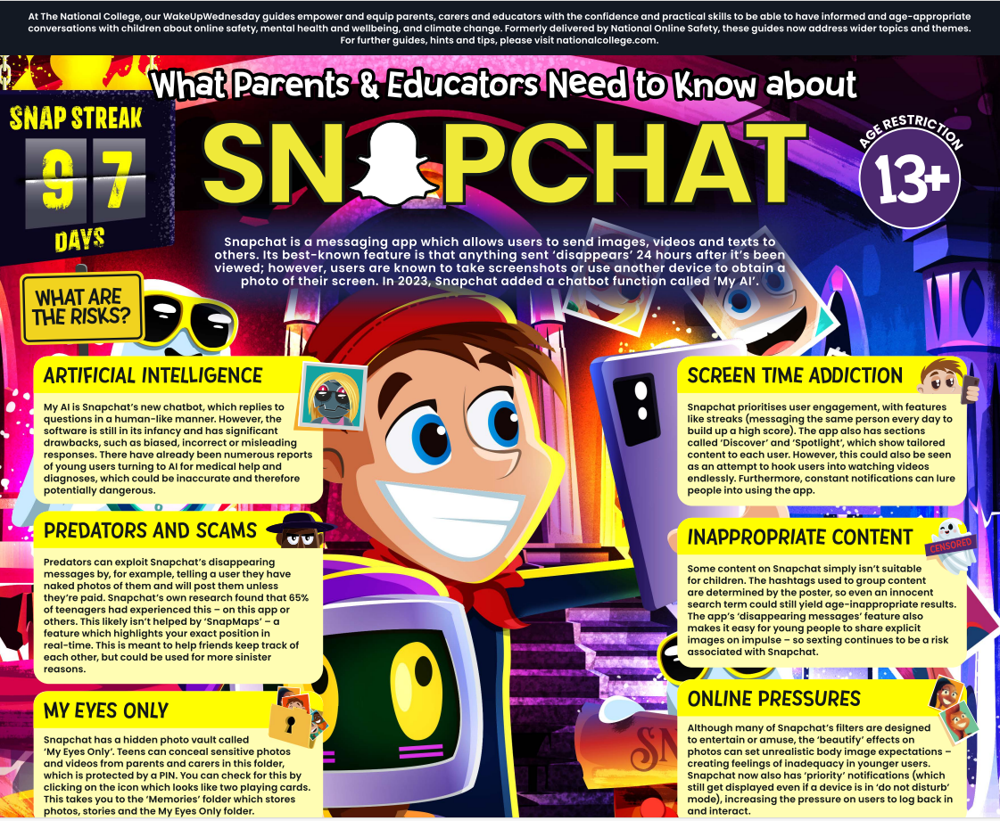 At The National College, our WakeUpWednesday guides empower and equip parents, carers and educators with the confidence and practical skills to be able to have informed and age-appropriate
conversations with children about online safety, mental health and wellbeing, and climate change. Formerly delivered by National Online Safety, these guides now address wider topics and themes.
For further guides, hints and tips, please visit nationalcollege.com.
What Parents & Educators Need to Know about
SNAPCHAT
SNAP STREAK
97
DAYS
AGE RESTRICTION
13+
Snapchat is a messaging app which allows users to send images, videos and texts to
others. Its best-known feature is that anything sent ‘disappears’ 24 hours after it’s been
viewed; however, users are known to take screenshots or use another device to obtain a
photo of their screen. In 2023, Snapchat added a chatbot function called ‘My AI’.
WHAT ARE
THE RISKS?
ARTIFICIAL INTELLIGENCE
My AI is Snapchat’s new chatbot, which replies to
questions in a human-like manner. However, the
software is still in its infancy and has significant
drawbacks, such as biased, incorrect or misleading
responses. There have already been numerous reports
of young users turning to AI for medical help and
diagnoses, which could be inaccurate and therefore
potentially dangerous.
PREDATORS AND SCAMS
Predators can exploit Snapchat’s disappearing
messages by, for example, telling a user they have
naked photos of them and will post them unless
they’re paid. Snapchat’s own research found that 65%
of teenagers had experienced this – on this app or
others. This likely isn’t helped by ‘SnapMaps’ – a
feature which highlights your exact position in
real-time. This is meant to help friends keep track of
each other, but could be used for more sinister
reasons.
MY EYES ONLY
Snapchat has a hidden photo vault called
‘My Eyes Only’. Teens can conceal sensitive photos
and videos from parents and carers in this folder,
which is protected by a PIN. You can check for this by
clicking on the icon which looks like two playing cards.
This takes you to the ‘Memories’ folder which stores
photos, stories and the My Eyes Only folder.
SCREEN TIME ADDICTION
Snapchat prioritises user engagement, with features
like streaks (messaging the same person every day to
build up a high score). The app also has sections
called ‘Discover’ and ‘Spotlight’, which show tailored
content to each user. However, this could also be seen
as an attempt to hook users into watching videos
endlessly. Furthermore, constant notifications can lure
people into using the app.
INAPPROPRIATE CONTENT
CENSORED
Some content on Snapchat simply isn’t suitable
for children. The hashtags used to group content
are determined by the poster, so even an innocent
search term could still yield age-inappropriate results.
The app’s ‘disappearing messages’ feature also
makes it easy for young people to share explicit
images on impulse – so sexting continues to be a risk
associated with Snapchat.
ONLINE PRESSURES
Although many of Snapchat’s filters are designed
to entertain or amuse, the ‘beautify’ effects on
photos can set unrealistic body image expectations –
creating feelings of inadequacy in younger users.
Snapchat now also has ‘priority’ notifications (which
still get displayed even if a device is in ‘do not disturb’
mode), increasing the pressure on users to log back in
and interact.
SN